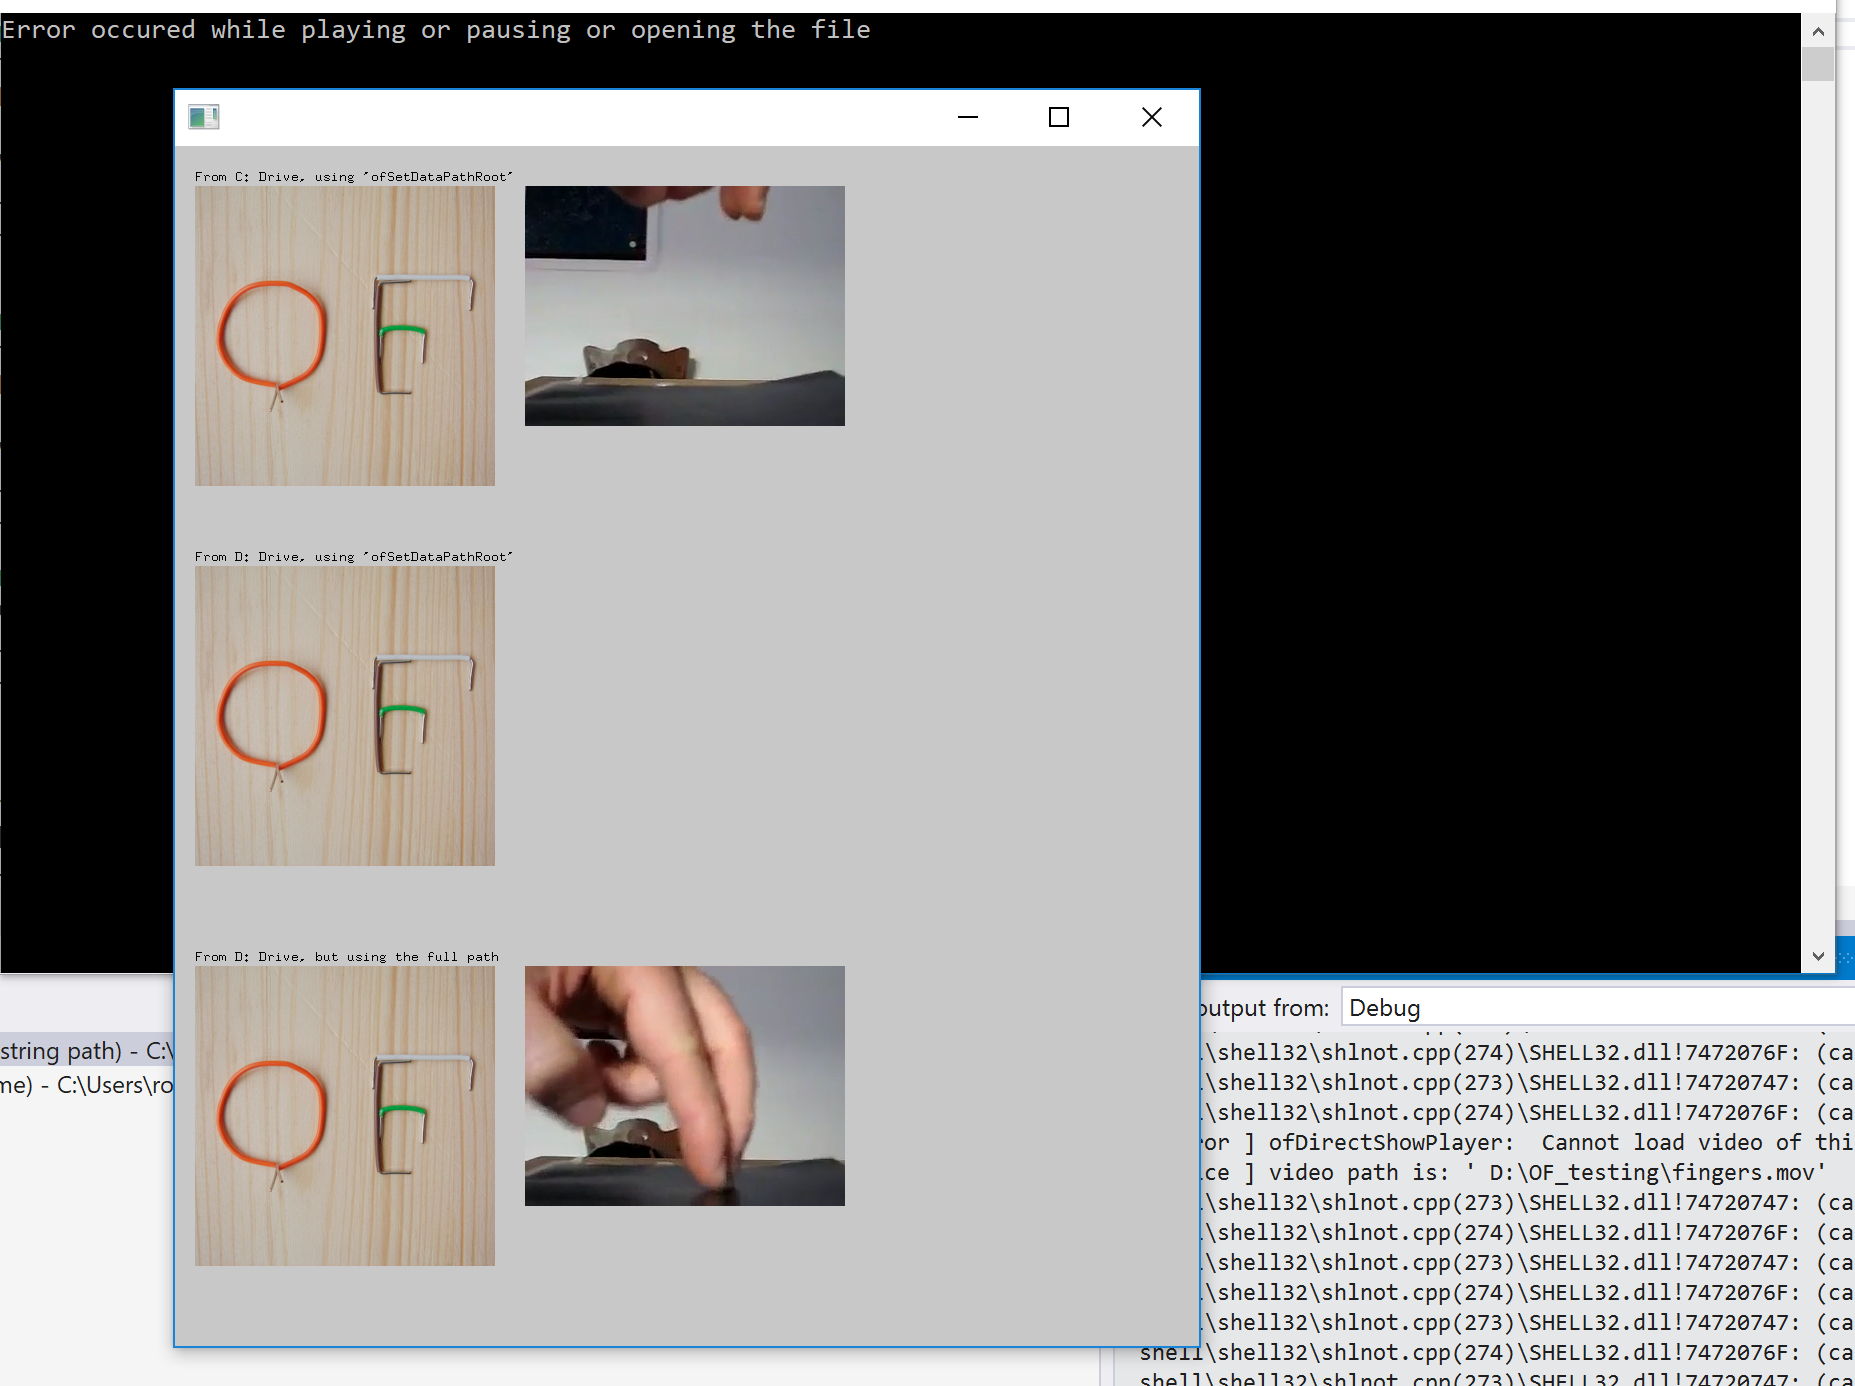 Error occured while playing or pausing or opening the file
From C: Drive, using 'ofSetDataPathRoot'
From D: Drive, using 'ofSetDataPathRoot'
From D: Drive, but using the full path
output from: Debug
string path) - C:\
me) - C:\Users\ro
\shell32\shlnot.cpp(274)\SHELL32.dll!7472076F: (ca
\shell32\shlnot.cpp(273)\SHELL32.dll!74720747: (ca
\shell32\shlnot.cpp(274)\SHELL32.dll!7472076F: (ca
or ] ofDirectShowPlayer:  Cannot load video of thi
ce ] video path is: ' D:\OF_testing\fingers.mov'
\shell32\shlnot.cpp(273)\SHELL32.dll!74720747: (ca
\shell32\shlnot.cpp(274)\SHELL32.dll!7472076F: (ca
\shell32\shlnot.cpp(273)\SHELL32.dll!74720747: (ca
\shell32\shlnot.cpp(274)\SHELL32.dll!7472076F: (ca
\shell32\shlnot.cpp(273)\SHELL32.dll!74720747: (ca
shell\shell32\shlnot.cpp(274)\SHELL32.dll!7472076F: (ca
shell\shell32\shlnot.cpp(273)\SHELL32.dll!74720747: (ca